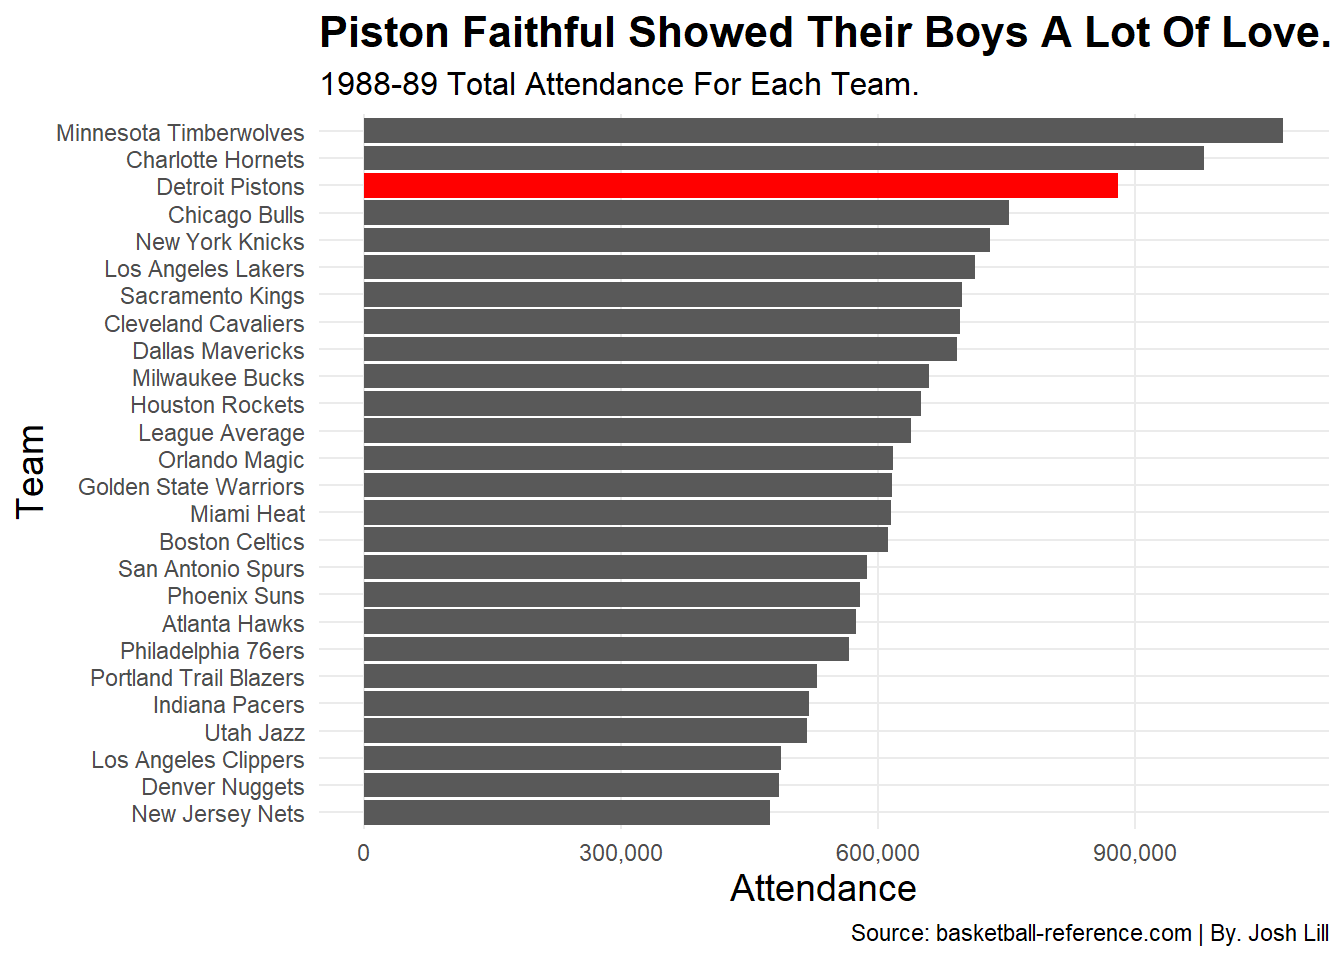 Piston Faithful Showed Their Boys A Lot Of Love.
1988-89 Total Attendance For Each Team.
Minnesota Timberwolves
Charlotte Hornets
Detroit Pistons
Chicago Bulls
New York Knicks
Los Angeles Lakers
Sacramento Kings
Cleveland Cavaliers
Dallas Mavericks
Milwaukee Bucks
Houston Rockets
League Average
Orlando Magic
Golden State Warriors
Miami Heat
Boston Celtics
San Antonio Spurs
Phoenix Suns
Atlanta Hawks
Philadelphia 76ers
Portland Trail Blazers
Indiana Pacers
Utah Jazz
Los Angeles Clippers
Denver Nuggets
New Jersey Nets
Team
0 300,000 600,000 900,000
Attendance
Source: basketball-reference.com | By. Josh Lill